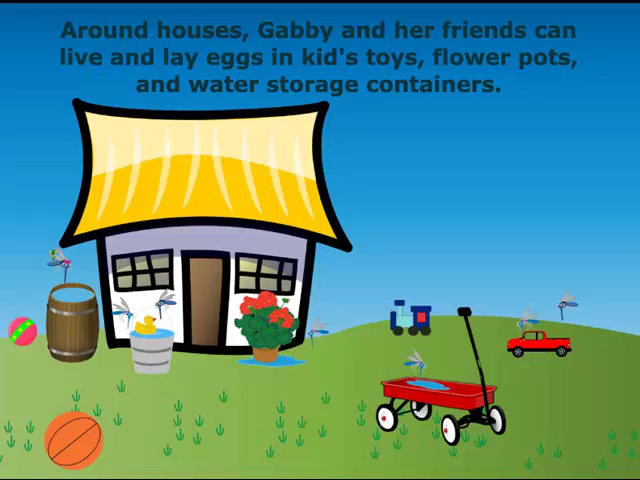 Around houses, Gabby and her friends can
live and lay eggs in kid's toys, flower pots,
and water storage containers.